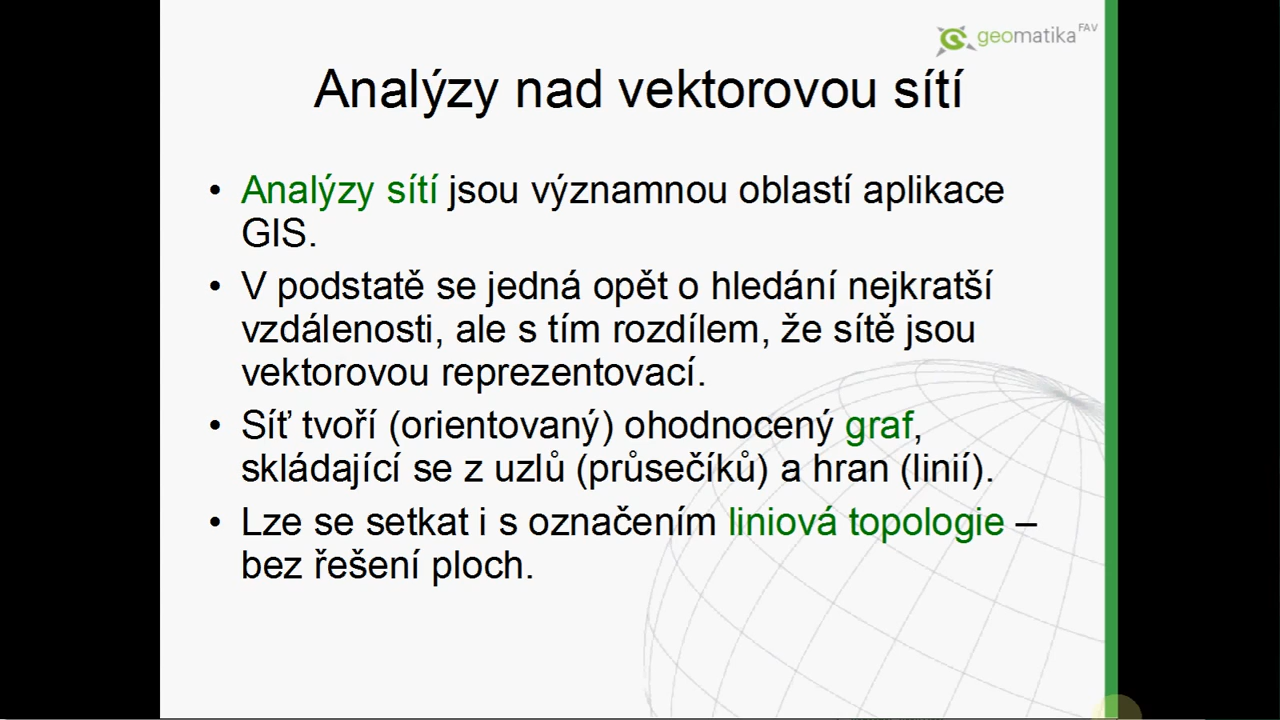 geomatika FAV
Analýzy nad vektorovou sítí
• Analýzy sítí jsou významnou oblastí aplikace
GIS.
• V podstatě se jedná opět o hledání nejkratší
vzdálenosti, ale s tím rozdílem, že sítě jsou
vektorovou reprezentovací.
• Síť tvoří (orientovaný) ohodnocený graf,
skládající se z uzlů (průsečíků) a hran (linií).
• Lze se setkat i s označením liniová topologie –
bez řešení ploch.